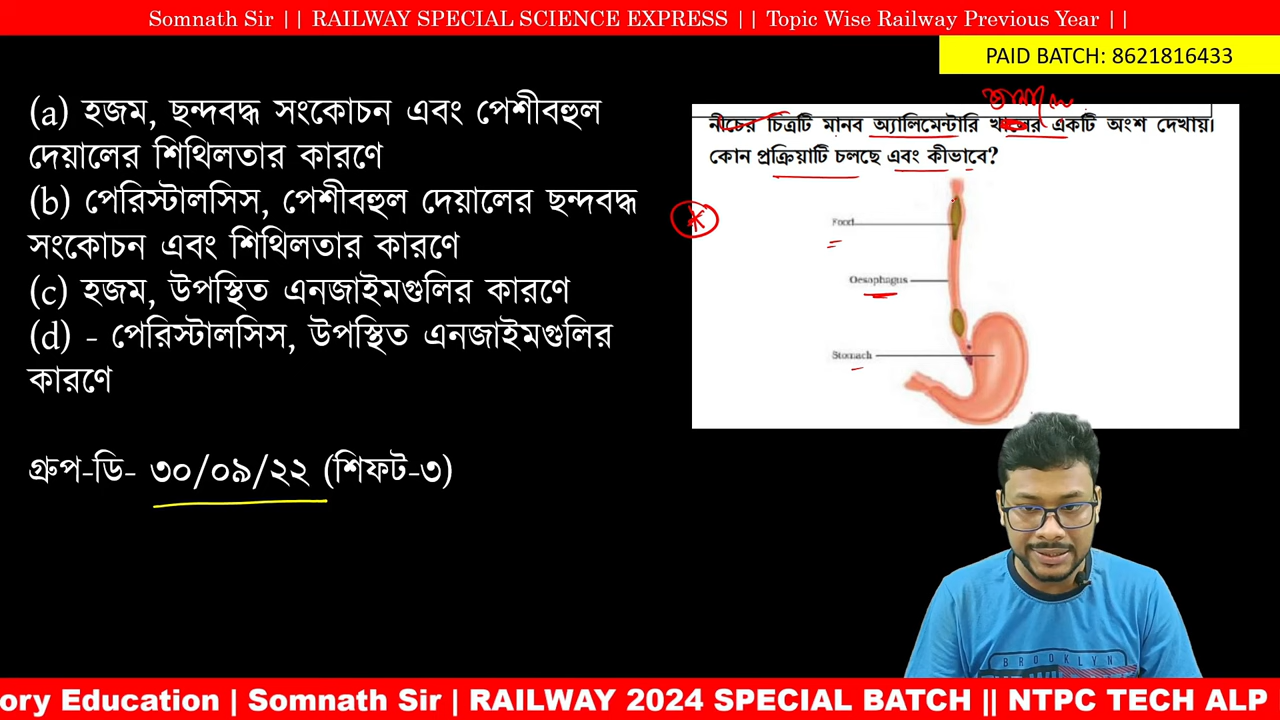 Somnath Sir || RAILWAY SPECIAL SCIENCE EXPRESS || Topic Wise Railway Previous Year ||
PAID BATCH: 8621816433
(a) হজম, ছন্দবদ্ধ সংকোচন এবং পেশীবহুল
দেয়ালের শিথিলতার কারণে
(b) পেরিস্টালসিস, পেশীবহুল দেয়ালের ছন্দবদ্ধ
সংকোচন এবং শিথিলতার কারণে
(c) হজম, উপস্থিত এনজাইমগুলির কারণে
(d) - পেরিস্টালসিস, উপস্থিত এনজাইমগুলির
কারণে
গ্রুপ-ডি- ৩০/০৯/২২ (শিফট-৩)
নীচের চিত্রটি মানব অ্যালিমেন্টারি খালের একটি অংশ দেখায়।
কোন প্রক্রিয়াটি চলছে এবং কীভাবে?
Food
Oesophagus
Stomach
BROOKLYN
ory Education | Somnath Sir | RAILWAY 2024 SPECIAL BATCH || NTPC TECH ALP